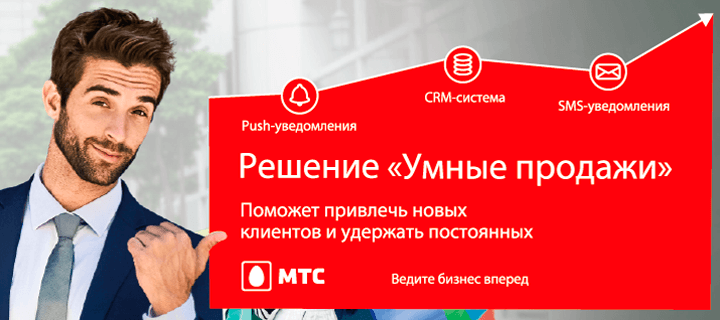 Push-уведомления
CRM-система
SMS-уведомления
Решение «Умные продажи»
Поможет привлечь новых
клиентов и удержать постоянных
МТС
Ведите бизнес вперед